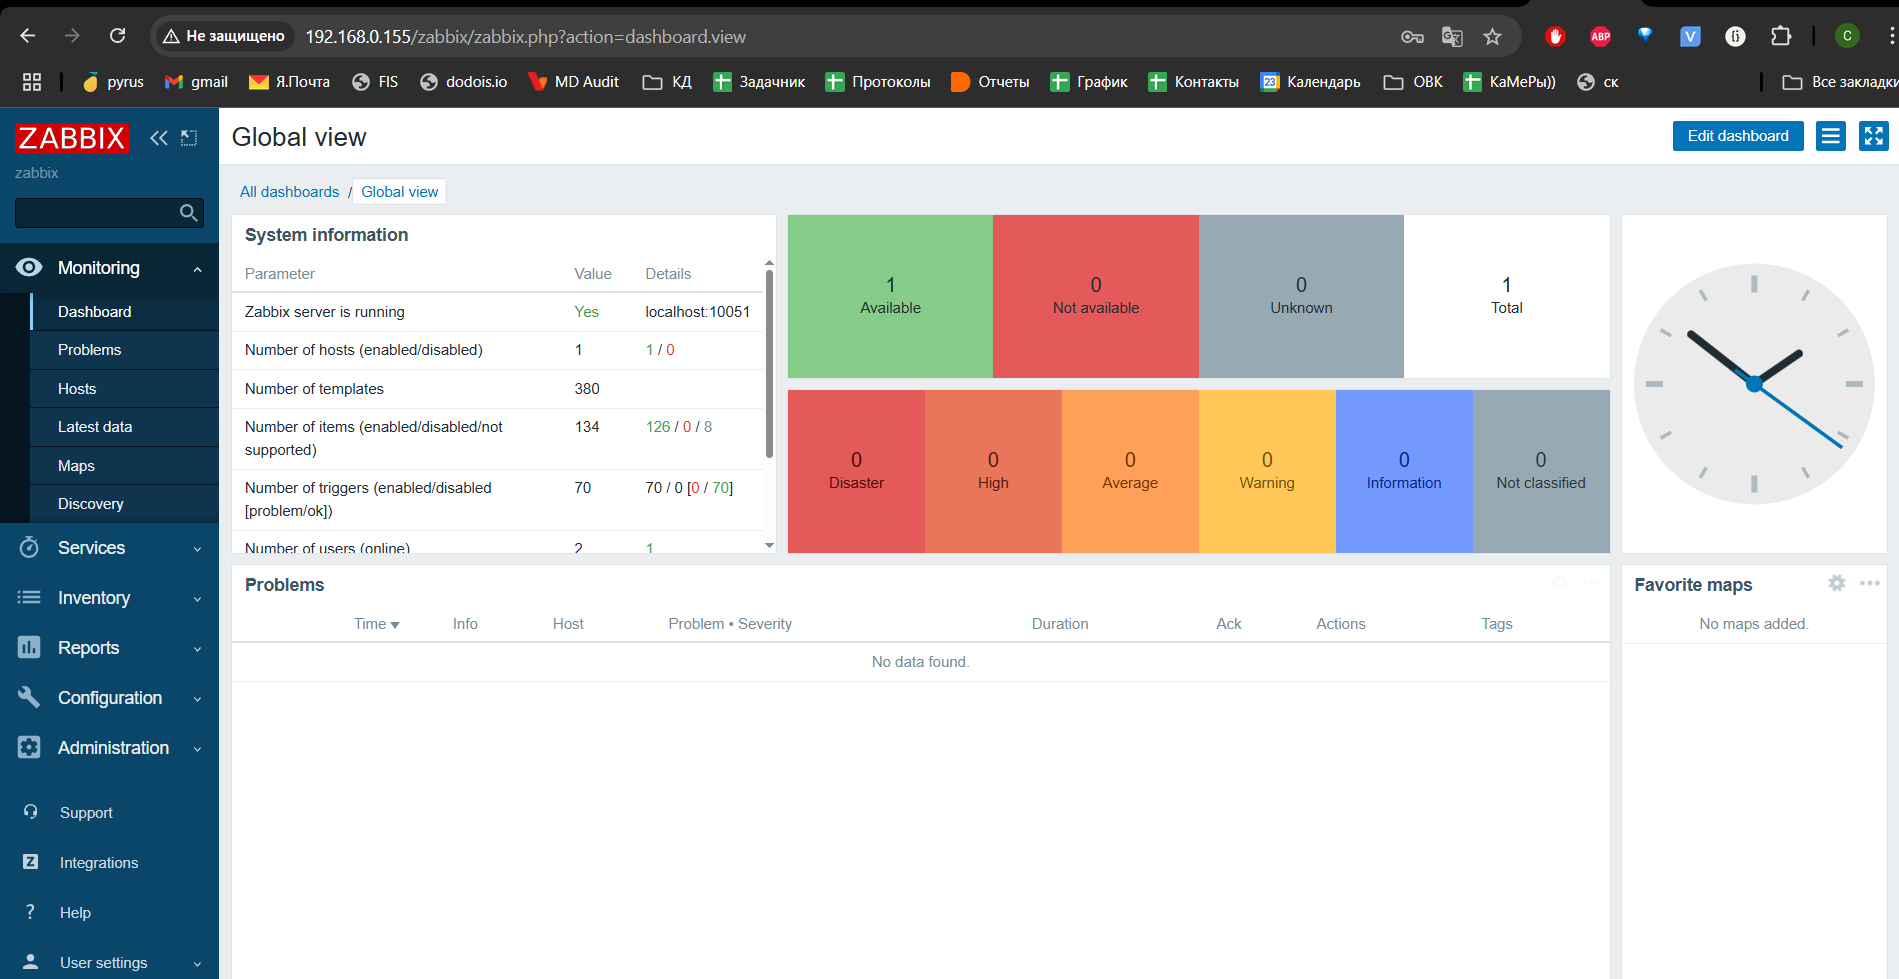 Не защищено 192.168.0.155/zabbix/zabbix.php?action=dashboard.view ABP V {} C
pyrus gmail Я.Почта FIS dodois.io MD Audit КД Задачник Протоколы Отчеты График Контакты 23 Календарь ОВК КаМеРы)) ск Все закладки
ZABBIX
zabbix
Monitoring
Dashboard
Problems
Hosts
Latest data
Maps
Discovery
Services
Inventory
Reports
Configuration
Administration
Support
Z Integrations
? Help
User settings
Global view
Edit dashboard
All dashboards / Global view
System information
Parameter Value Details
Zabbix server is running Yes localhost:10051
Number of hosts (enabled/disabled) 1 1 / 0
Number of templates 380
Number of items (enabled/disabled/not supported) 134 126 / 0 / 8
Number of triggers (enabled/disabled [problem/ok]) 70 70 / 0 [0 / 70]
Number of users (online) 2 1
1 Available
0 Not available
0 Unknown
1 Total
0 Disaster
0 High
0 Average
0 Warning
0 Information
0 Not classified
Problems
Time Info Host Problem • Severity Duration Ack Actions Tags
No data found.
Favorite maps
No maps added.